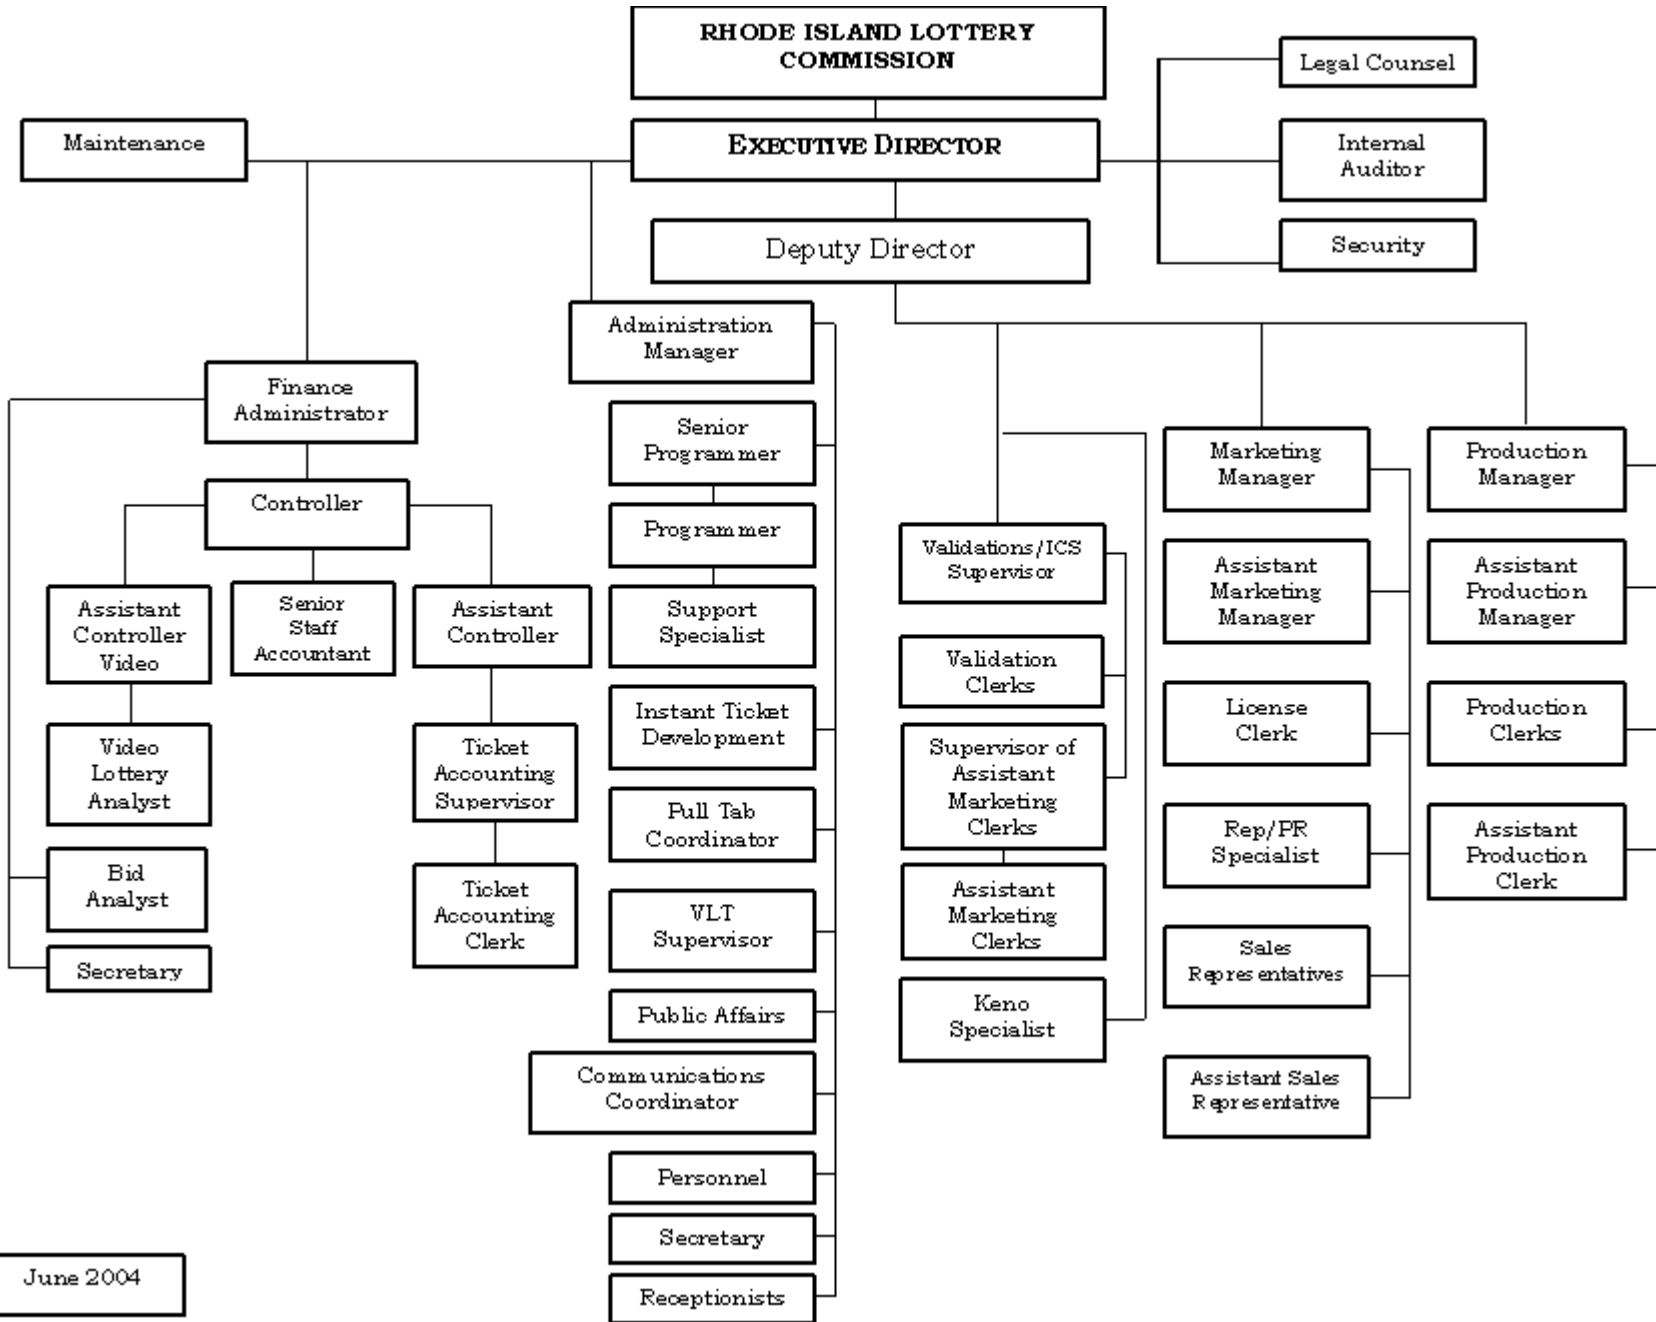 RHODE ISLAND LOTTERY
COMMISSION
Legal Counsel
Maintenance
EXECUTIVE DIRECTOR
Internal
Auditor
Deputy Director
Security
Administration
Manager
Finance
Administrator
Controller
Assistant
Controller
Video
Senior
Staff
Accountant
Assistant
Controller
Video
Lottery
Analyst
Ticket
Accounting
Supervisor
Bid
Analyst
Ticket
Accounting
Clerk
Secretary
Senior
Programmer
Programmer
Support
Specialist
Instant Ticket
Development
Pull Tab
Coordinator
VLT
Supervisor
Public Affairs
Communications
Coordinator
Personnel
Secretary
Receptionists
Validations/ICS
Supervisor
Validation
Clerks
Supervisor of
Assistant
Marketing
Clerks
Assistant
Marketing
Clerks
Keno
Specialist
Marketing
Manager
Assistant
Marketing
Manager
License
Clerk
Rep/PR
Specialist
Sales
Representatives
Assistant Sales
Representative
Production
Manager
Assistant
Production
Manager
Production
Clerks
Assistant
Production
Clerk
June 2004